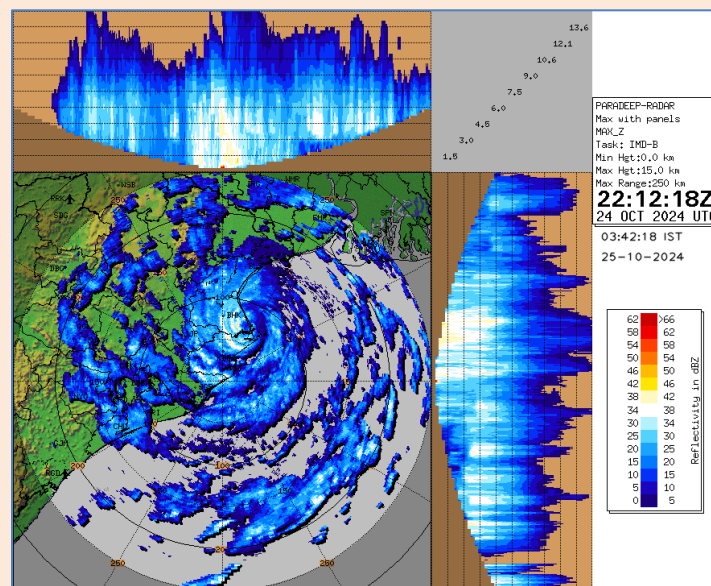 13.6
12.1
10.6
9.0
7.5
6.0
4.5
3.0
1.5
PARADEEP-RADAR
Max with panels
MAX_Z
Task: IMD-B
Min Hgt:0.0 km
Max Hgt:15.0 km
Max Range:250 km
22:12:18Z
24 OCT 2024 UTC
03:42:18 IST
25-10-2024
62 >66
58 62
54 58
50 54
46 50
42 46
38 42
34 38
30 34
25 30
20 25
15 20
10 15
5 10
0 5
Reflectivity in dBZ
WSB
250
250
BHK
200
100
250
250